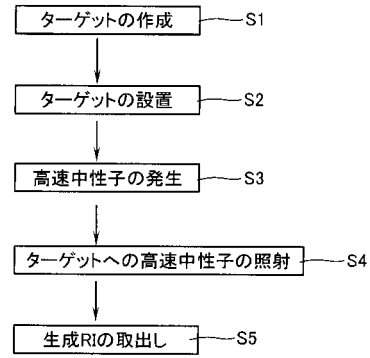 ターゲットの作成 S1
ターゲットの設置 S2
高速中性子の発生 S3
ターゲットへの高速中性子の照射 S4
生成RIの取出し S5